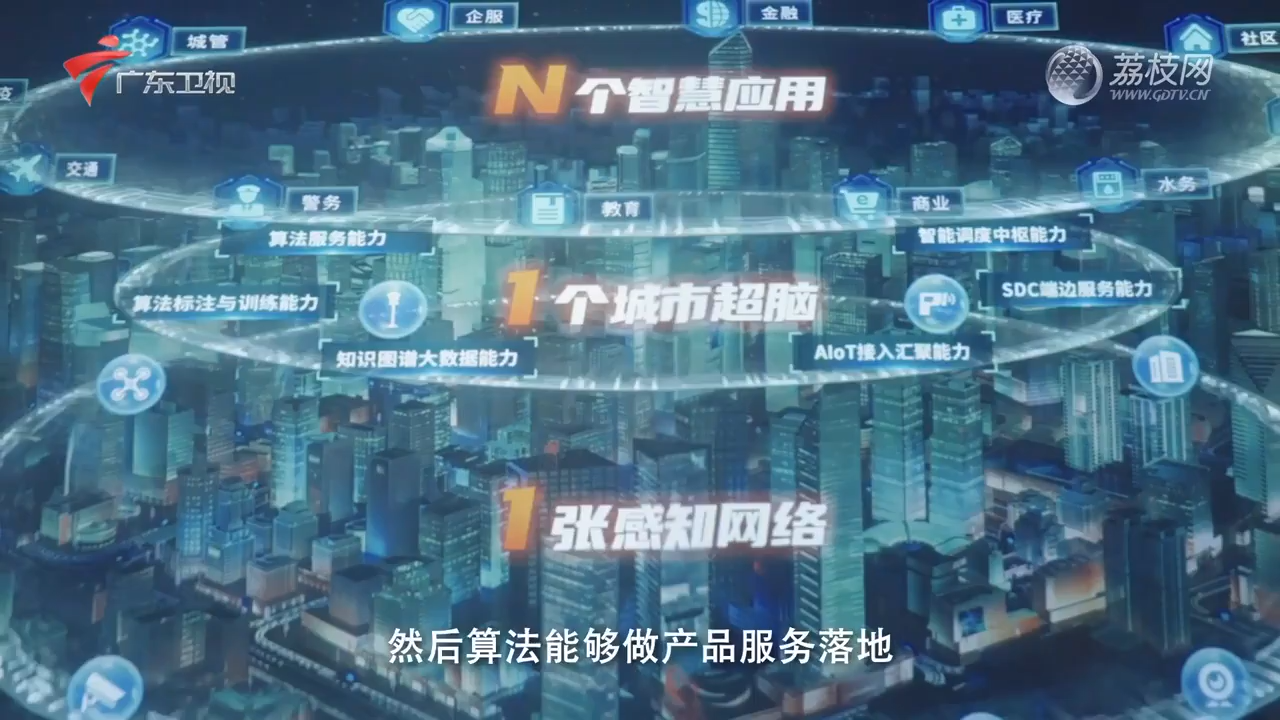 企服
金融
医疗
城管
社区
广东卫视
荔枝网
WWW.GDTV.CN
N个智慧应用
疫
交通
警务
教育
商业
水务
算法服务能力
智能调度中枢能力
算法标注与训练能力
1个城市超脑
SDC端边服务能力
知识图谱大数据能力
AIoT接入汇聚能力
1张感知网络
然后算法能够做产品服务落地